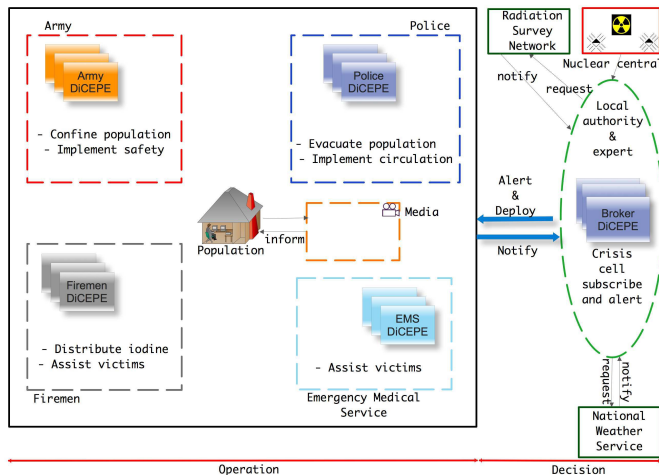 Army
Army
DiCEPE
- Confine population
- Implement safety
Police
Police
DiCEPE
- Evacuate population
- Implement circulation
Radiation
Survey
Network
Nuclear central
notify
request
Local
authority
&
expert
Broker
DiCEPE
Crisis
cell
subscribe
and alert
Alert
&
Deploy
Notify
Media
Population
inform
Firemen
DiCEPE
- Distribute iodine
- Assist victims
Firemen
EMS
DiCEPE
- Assist victims
Emergency Medical
Service
request
notify
National
Weather
Service
Operation
Decision